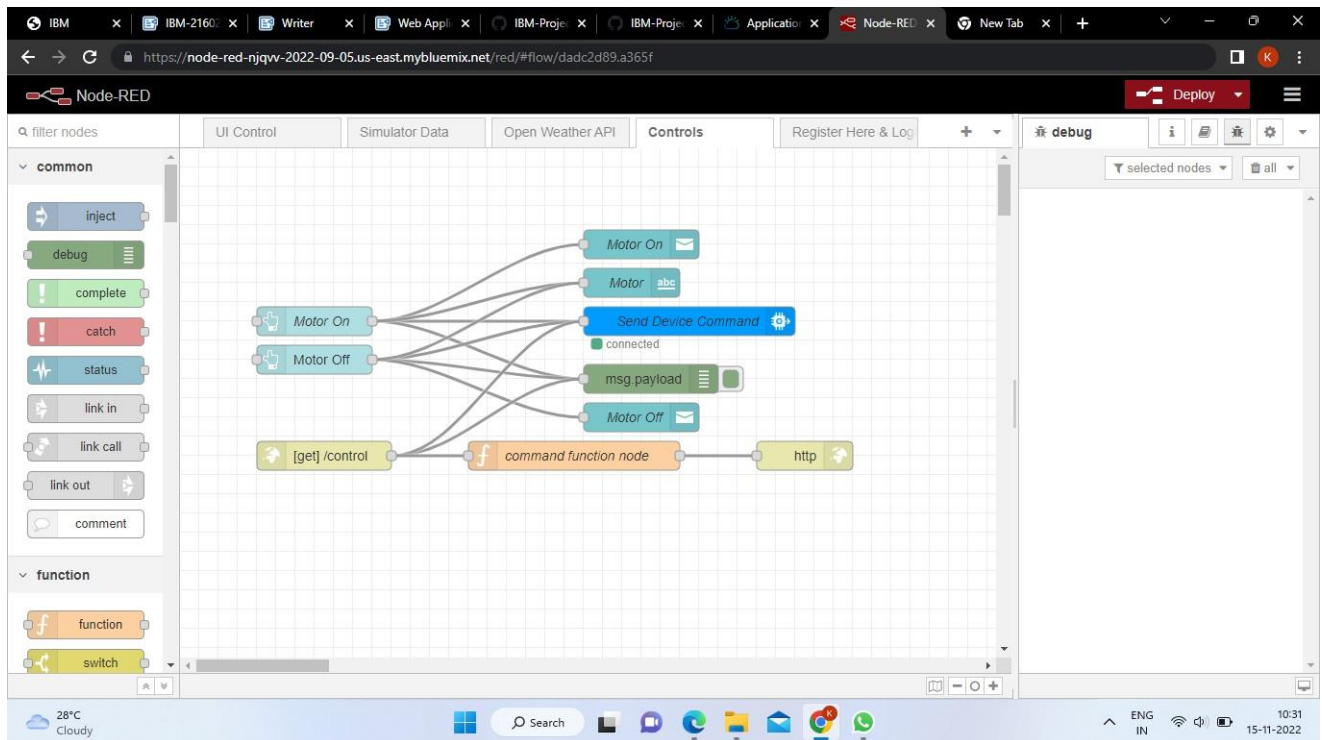 IBM
IBM-2160
Writer
Web Appli
IBM-Projec
IBM-Projec
Application
Node-RED
New Tab
https://node-red-njqvv-2022-09-05.us-east.mybluemix.net/red/#flow/dadc2d89.a365f
K
Node-RED
Deploy
filter nodes
UI Control
Simulator Data
Open Weather API
Controls
Register Here & Log
debug
i
common
selected nodes
all
inject
debug
complete
catch
status
link in
link call
link out
comment
function
function
switch
Motor On
Motor abc
Motor On
Send Device Command
connected
Motor Off
msg.payload
Motor Off
[get] /control
f command function node
http
28°C
Cloudy
Search
ENG
IN
10:31
15-11-2022